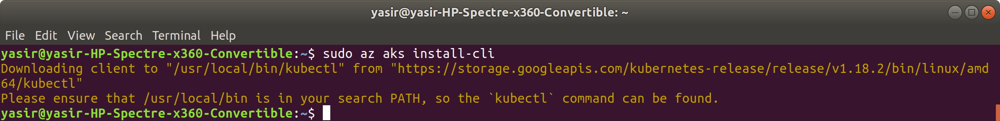 yasir@yasir-HP-Spectre-x360-Convertible: ~
File Edit View Search Terminal Help
yasir@yasir-HP-Spectre-x360-Convertible:~$ sudo az aks install-cli
Downloading client to "/usr/local/bin/kubectl" from "https://storage.googleapis.com/kubernetes-release/release/v1.18.2/bin/linux/amd
64/kubectl"
Please ensure that /usr/local/bin is in your search PATH, so the `kubectl` command can be found.
yasir@yasir-HP-Spectre-x360-Convertible:~$